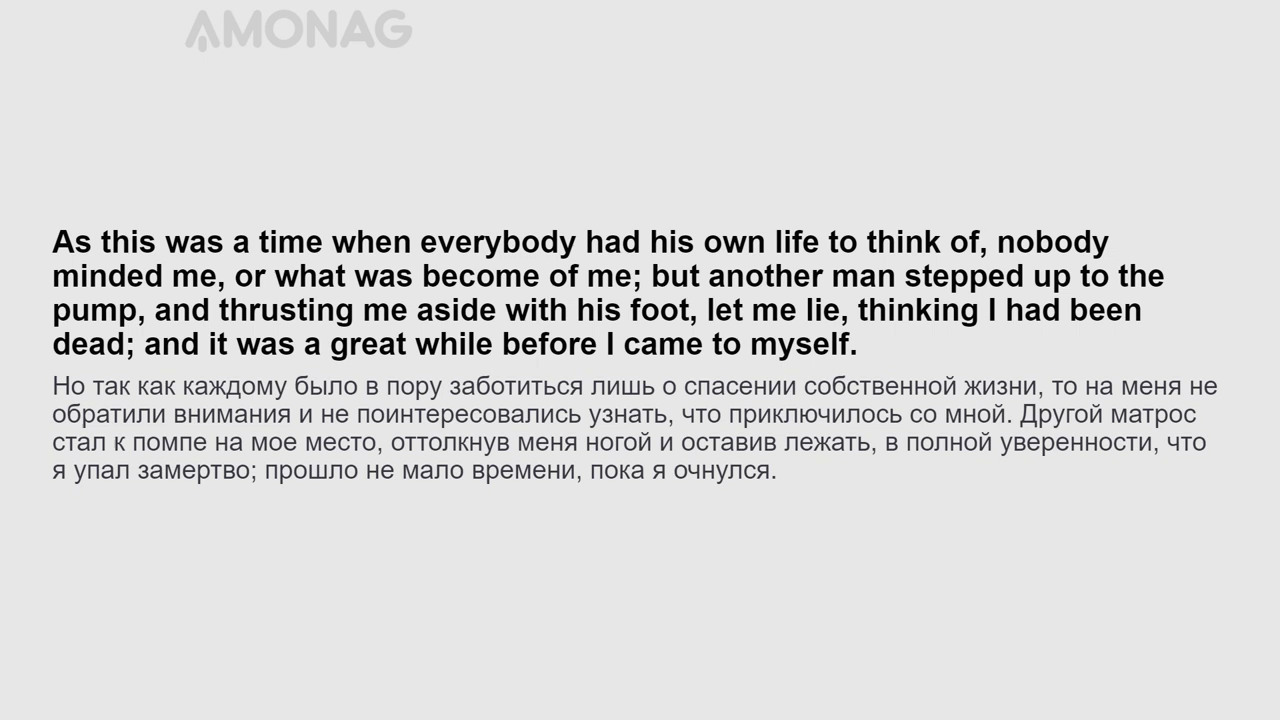 AMONAG
As this was a time when everybody had his own life to think of, nobody
minded me, or what was become of me; but another man stepped up to the
pump, and thrusting me aside with his foot, let me lie, thinking I had been
dead; and it was a great while before I came to myself.
Но так как каждому было в пору заботиться лишь о спасении собственной жизни, то на меня не
обратили внимания и не поинтересовались узнать, что приключилось со мной. Другой матрос
стал к помпе на мое место, оттолкнув меня ногой и оставив лежать, в полной уверенности, что
я упал замертво; прошло не мало времени, пока я очнулся.